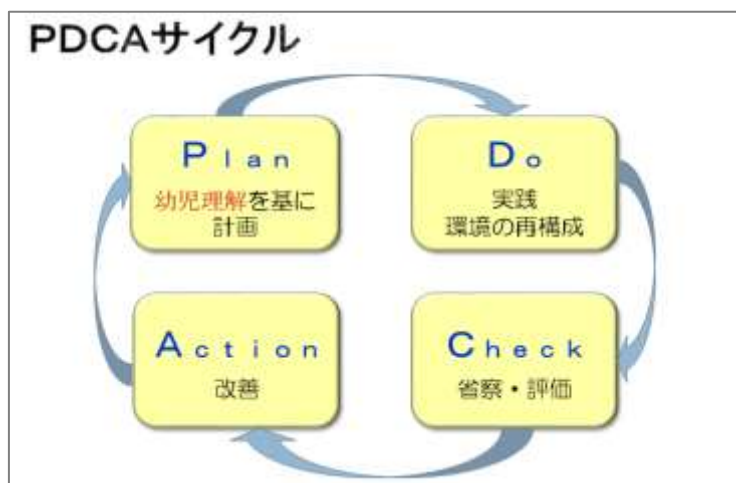 PDCAサイクル
Plan
幼児理解を基に
計画
Do
実践
環境の再構成
Check
省察・評価
Action
改善